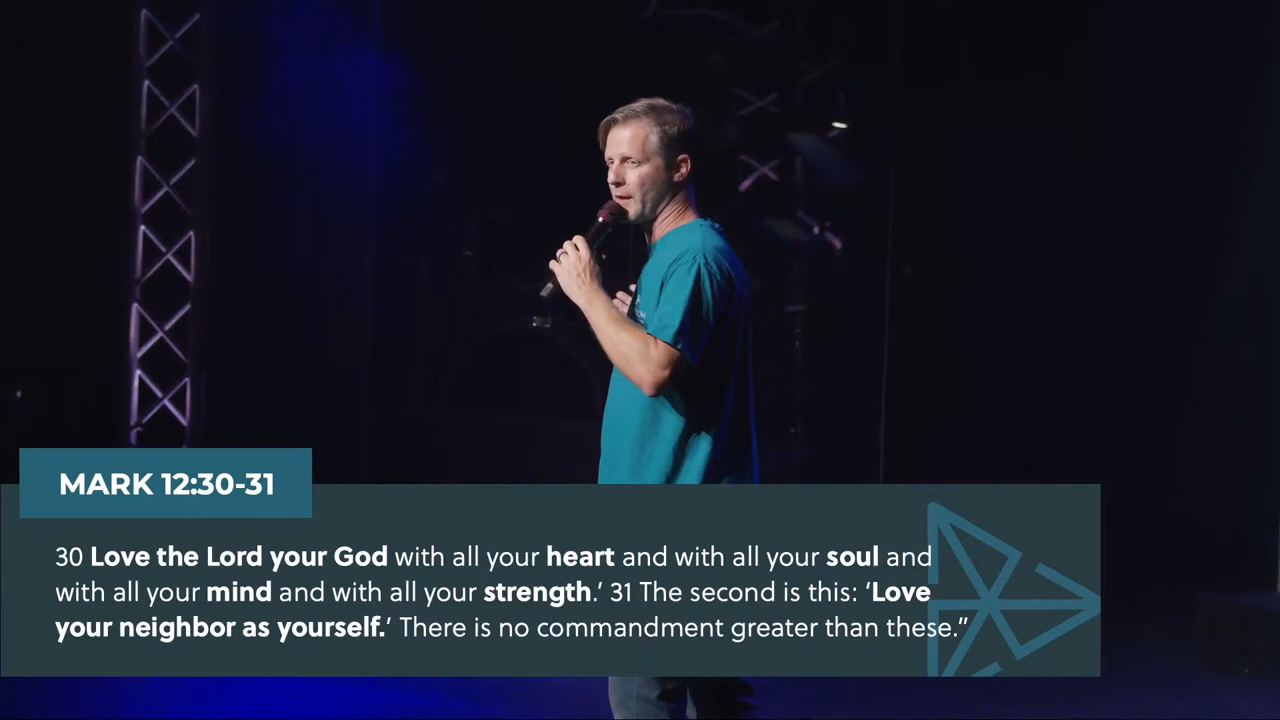 MARK 12:30-31
30 Love the Lord your God with all your heart and with all your soul and
with all your mind and with all your strength.’ 31 The second is this: ‘Love
your neighbor as yourself.’ There is no commandment greater than these.”